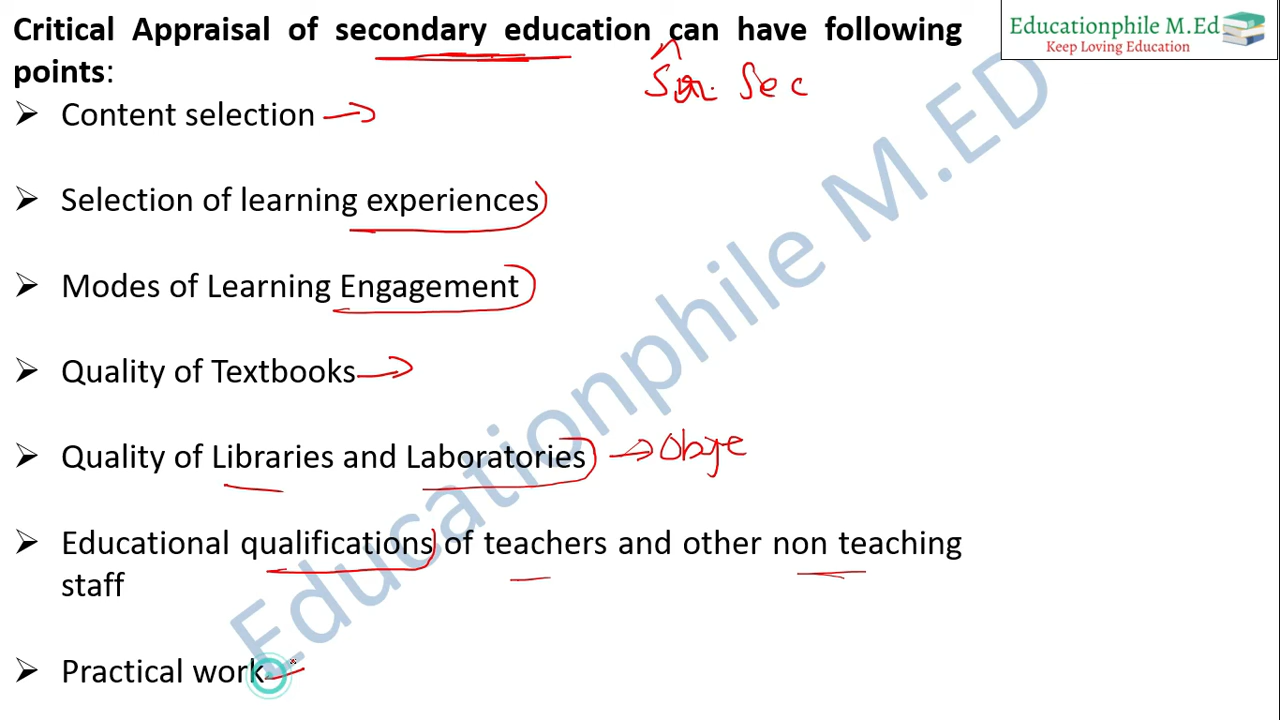 Critical Appraisal of secondary education can have following
points:
Educationphile M.Ed
Keep Loving Education
Sr. Sec
➢ Content selection
➢ Selection of learning experiences
➢ Modes of Learning Engagement
➢ Quality of Textbooks
➢ Quality of Libraries and Laboratories → Obje
➢ Educational qualifications of teachers and other non teaching
staff
➢ Practical work
Educationphile M.ED